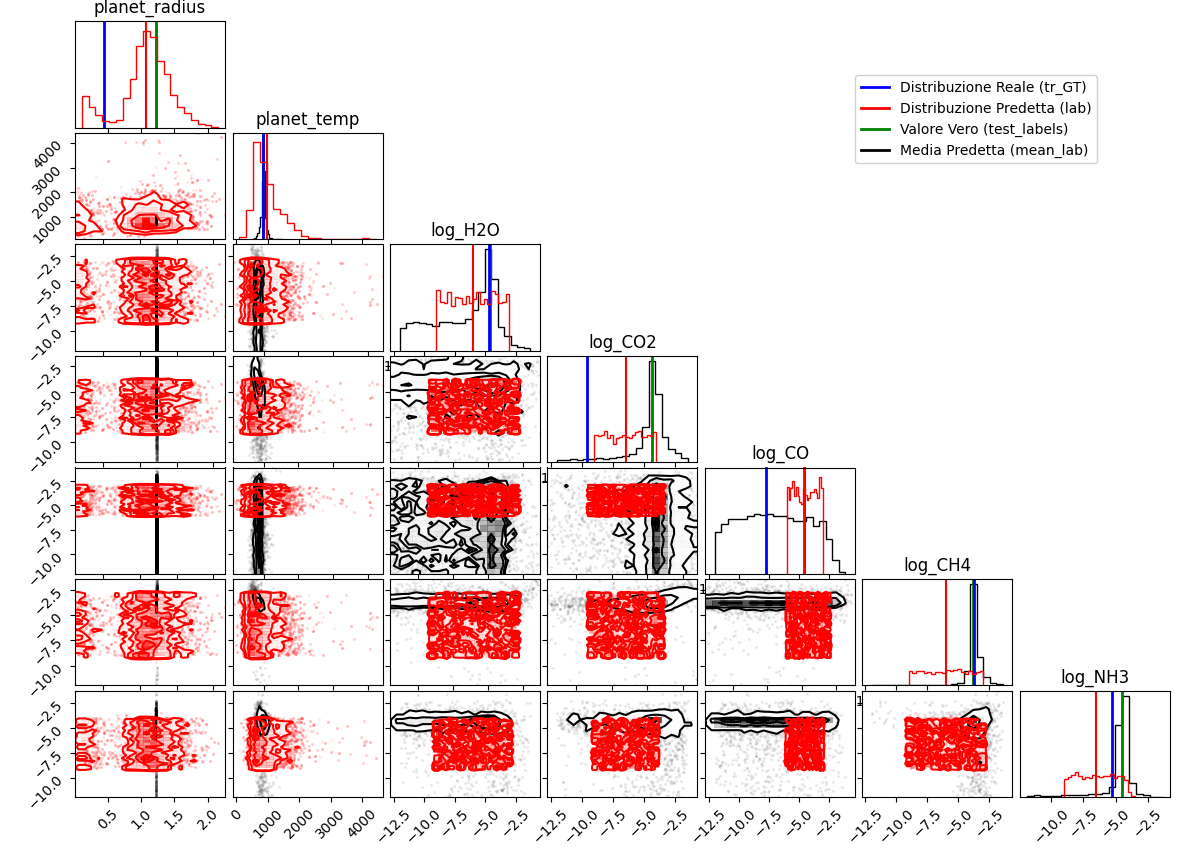 planet_radius
planet_temp
Distribuzione Reale (tr_GT)
Distribuzione Predetta (lab)
Valore Vero (test_labels)
Media Predetta (mean_lab)
4000
3000
2000
1000
log_H2O
−2.5
−5.0
−7.5
−10.0
log_CO2
−2.5
−5.0
−7.5
−10.0
log_CO
−2.5
−5.0
−7.5
−10.0
log_CH4
−2.5
−5.0
−7.5
−10.0
log_NH3
−2.5
−5.0
−7.5
−10.0
0.5 1.0 1.5 2.0 0 1000 2000 3000 4000 −12.5 −10.0 −7.5 −5.0 −2.5 −12.5 −10.0 −7.5 −5.0 −2.5 −12.5 −10.0 −7.5 −5.0 −2.5 −12.5 −10.0 −7.5 −5.0 −2.5 −10.0 −7.5 −5.0 −2.5